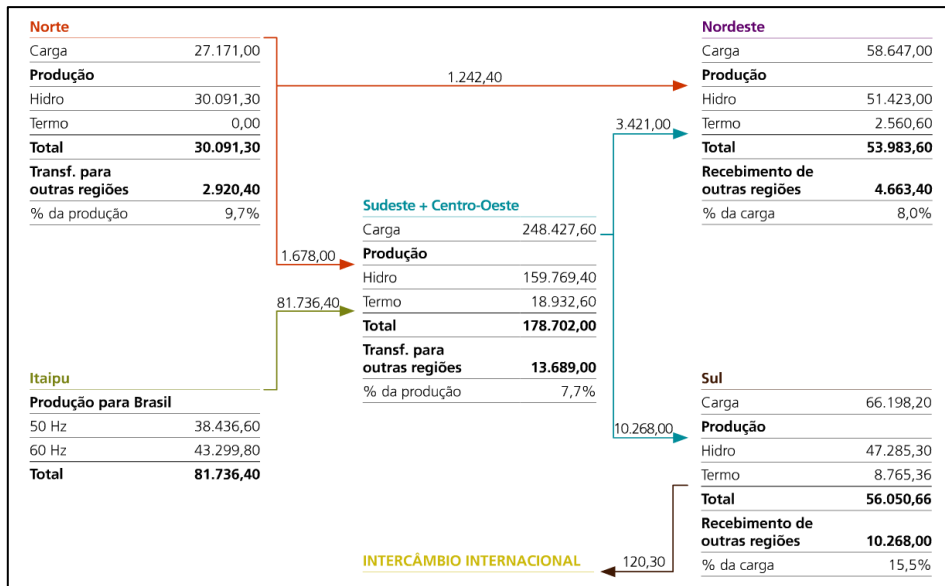 Norte
Carga 27.171,00
Produção
Hidro 30.091,30
Termo 0,00
Total 30.091,30
Transf. para
outras regiões 2.920,40
% da produção 9,7%
1.242,40
Nordeste
Carga 58.647,00
Produção
Hidro 51.423,00
Termo 2.560,60
Total 53.983,60
Recebimento de
outras regiões 4.663,40
% da carga 8,0%
3.421,00
1.678,00
81.736,40
Sudeste + Centro-Oeste
Carga 248.427,60
Produção
Hidro 159.769,40
Termo 18.932,60
Total 178.702,00
Transf. para
outras regiões 13.689,00
% da produção 7,7%
10.268,00
Itaipu
Produção para Brasil
50 Hz 38.436,60
60 Hz 43.299,80
Total 81.736,40
Sul
Carga 66.198,20
Produção
Hidro 47.285,30
Termo 8.765,36
Total 56.050,66
Recebimento de
outras regiões 10.268,00
% da carga 15,5%
INTERCÂMBIO INTERNACIONAL
120,30